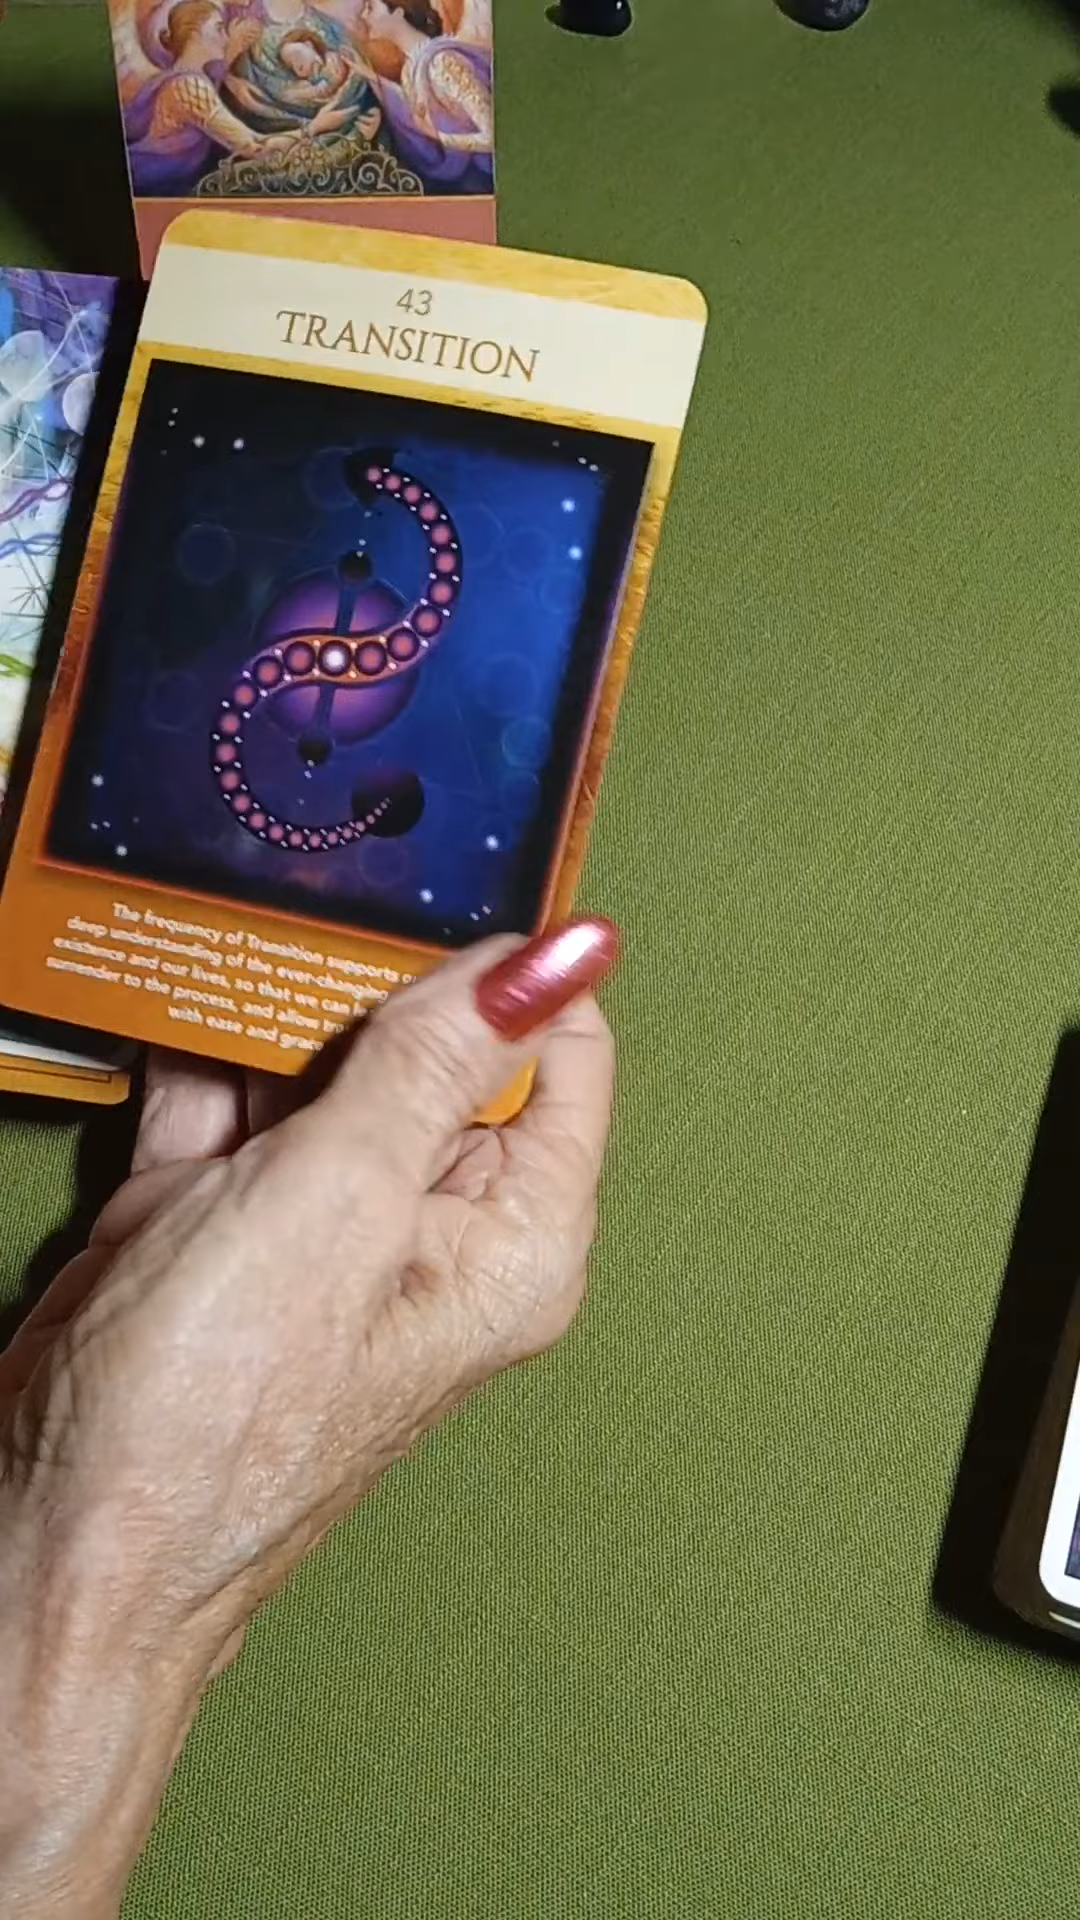 43
TRANSITION
The frequency of Transition supports
deep understanding of the ever-changing
existence and our lives, so that we can
surrender to the process, and allow
with ease and grace